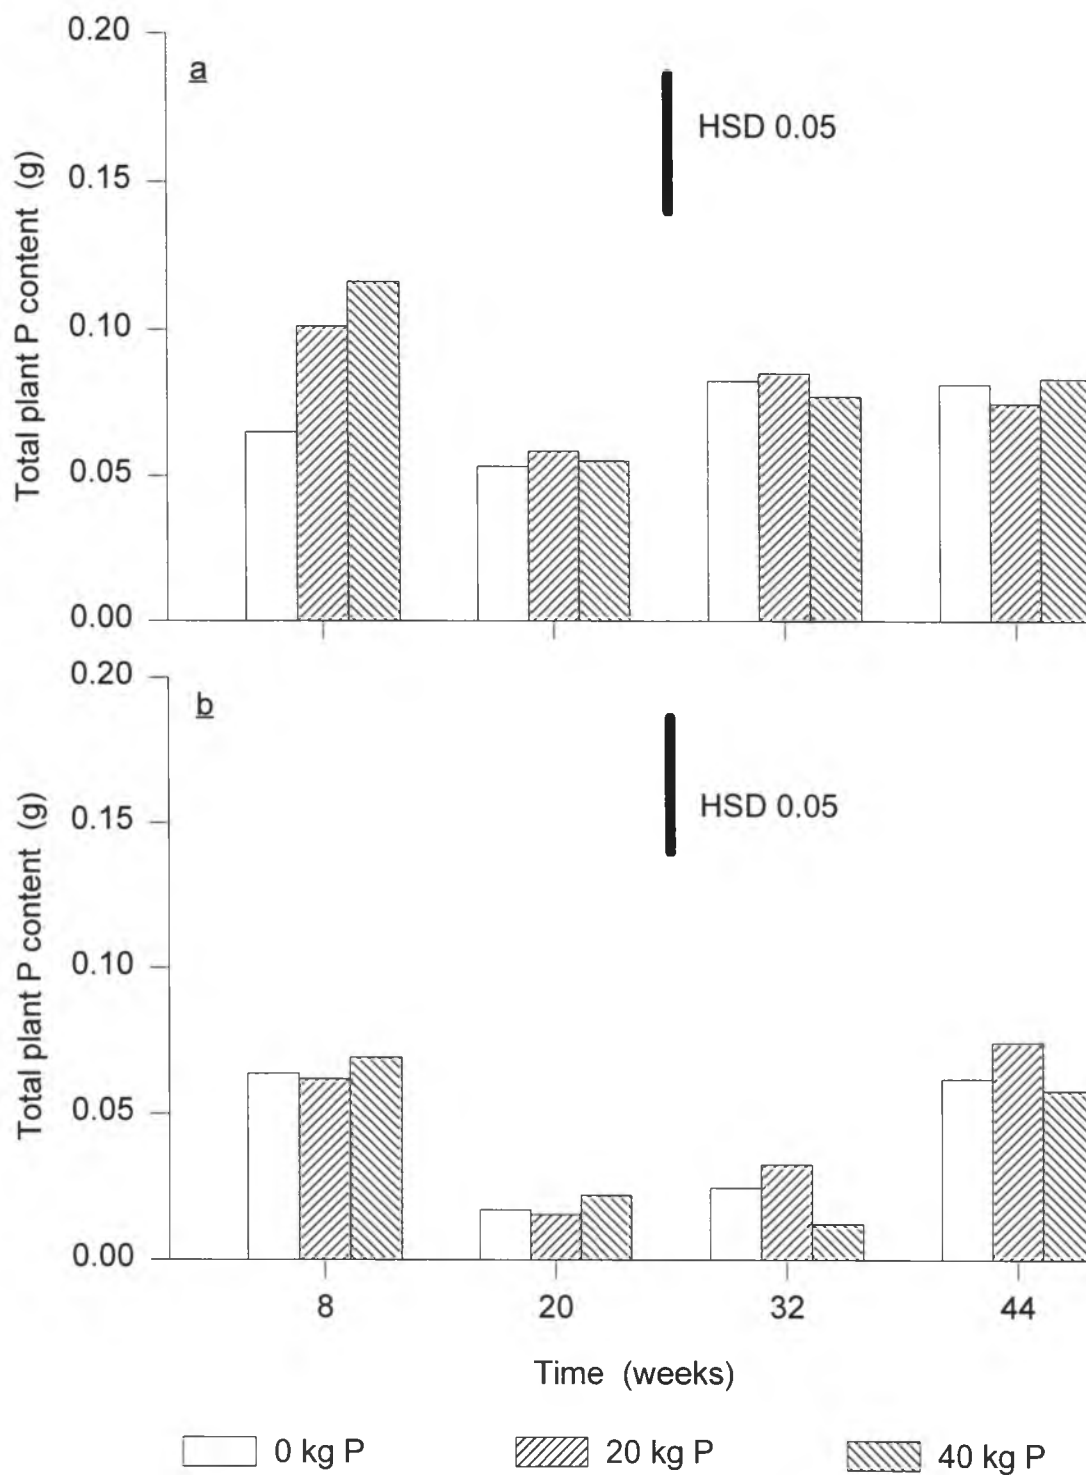 a
HSD 0.05
Total plant P content (g)
0.20
0.15
0.10
0.05
0.00
b
HSD 0.05
Total plant P content (g)
0.20
0.15
0.10
0.05
0.00
8 20 32 44
Time (weeks)
0 kg P 20 kg P 40 kg P